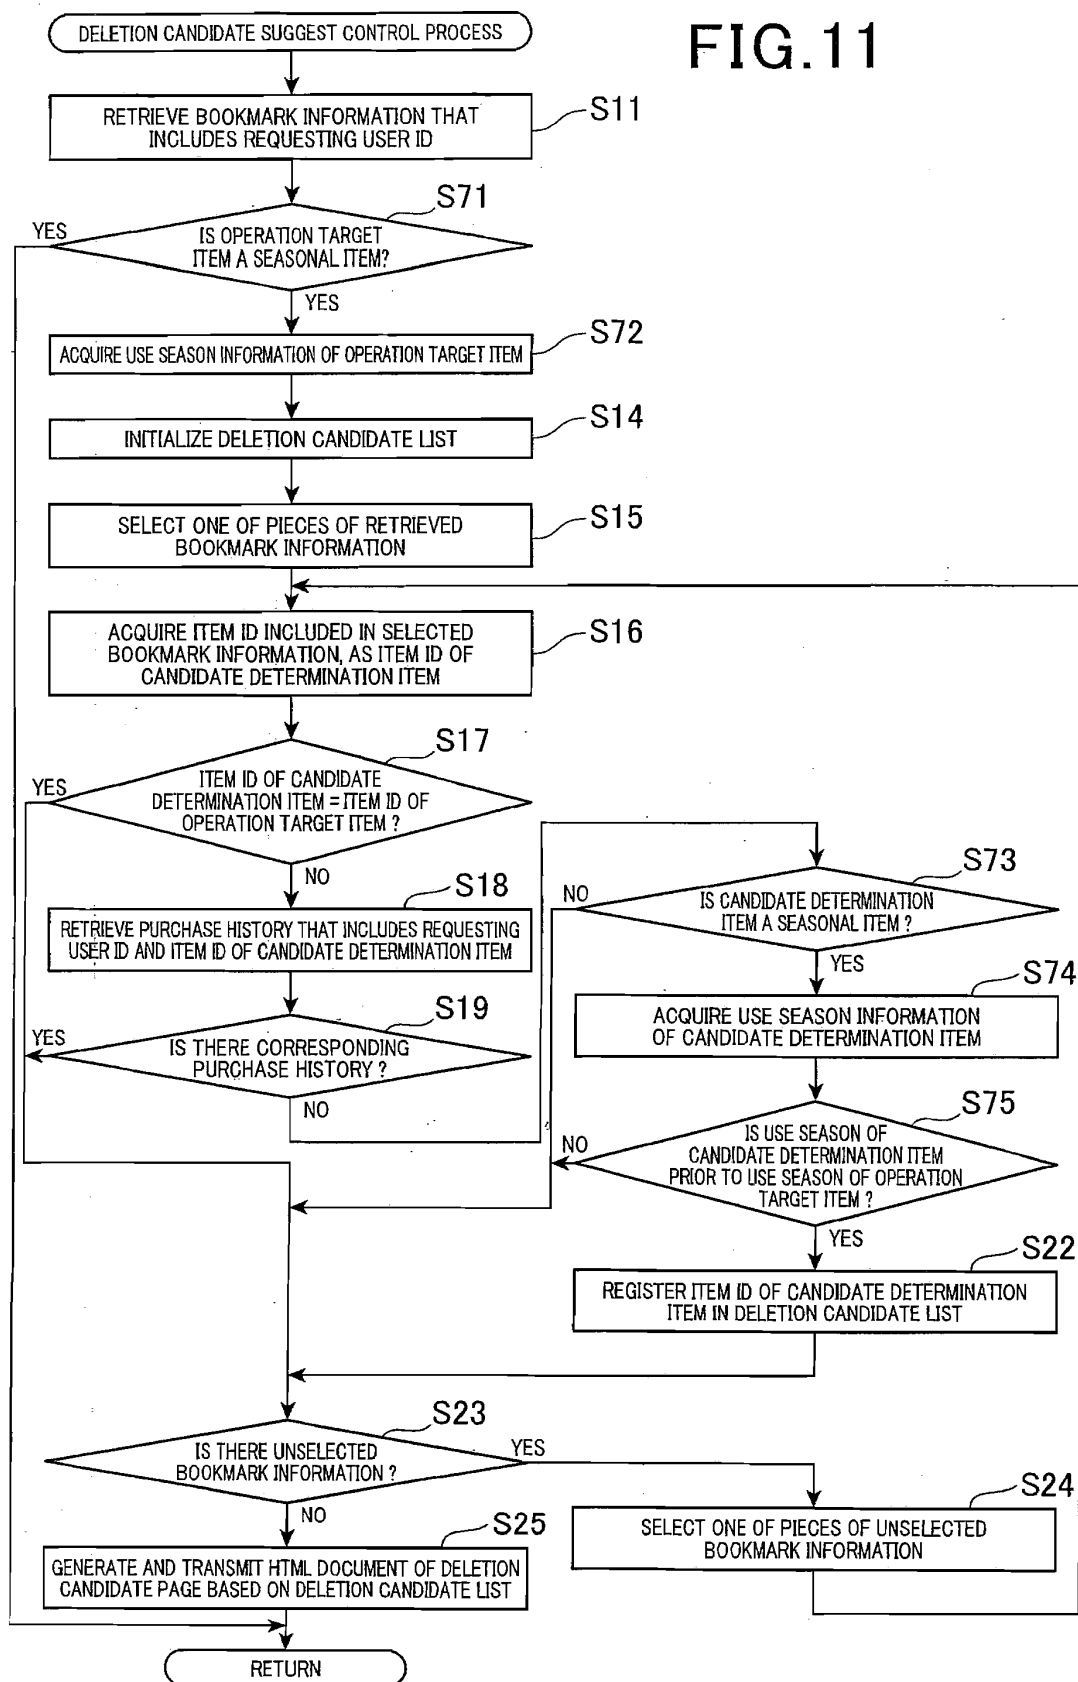 FIG.11
DELETION CANDIDATE SUGGEST CONTROL PROCESS
RETRIEVE BOOKMARK INFORMATION THAT
INCLUDES REQUESTING USER ID
S11
S71
YES
IS OPERATION TARGET
ITEM A SEASONAL ITEM?
YES
S72
ACQUIRE USE SEASON INFORMATION OF OPERATION TARGET ITEM
S14
INITIALIZE DELETION CANDIDATE LIST
S15
SELECT ONE OF PIECES OF RETRIEVED
BOOKMARK INFORMATION
S16
ACQUIRE ITEM ID INCLUDED IN SELECTED
BOOKMARK INFORMATION, AS ITEM ID OF
CANDIDATE DETERMINATION ITEM
S17
YES
ITEM ID OF CANDIDATE
DETERMINATION ITEM = ITEM ID OF
OPERATION TARGET ITEM ?
NO
S18
RETRIEVE PURCHASE HISTORY THAT INCLUDES REQUESTING
USER ID AND ITEM ID OF CANDIDATE DETERMINATION ITEM
S19
YES
IS THERE CORRESPONDING
PURCHASE HISTORY ?
NO
S73
NO
IS CANDIDATE DETERMINATION
ITEM A SEASONAL ITEM ?
YES
S74
ACQUIRE USE SEASON INFORMATION
OF CANDIDATE DETERMINATION ITEM
S75
NO
IS USE SEASON OF
CANDIDATE DETERMINATION ITEM
PRIOR TO USE SEASON OF OPERATION
TARGET ITEM ?
YES
S22
REGISTER ITEM ID OF CANDIDATE DETERMINATION
ITEM IN DELETION CANDIDATE LIST
S23
IS THERE UNSELECTED
BOOKMARK INFORMATION ?
YES
NO
S24
SELECT ONE OF PIECES OF UNSELECTED
BOOKMARK INFORMATION
S25
GENERATE AND TRANSMIT HTML DOCUMENT OF DELETION
CANDIDATE PAGE BASED ON DELETION CANDIDATE LIST
RETURN